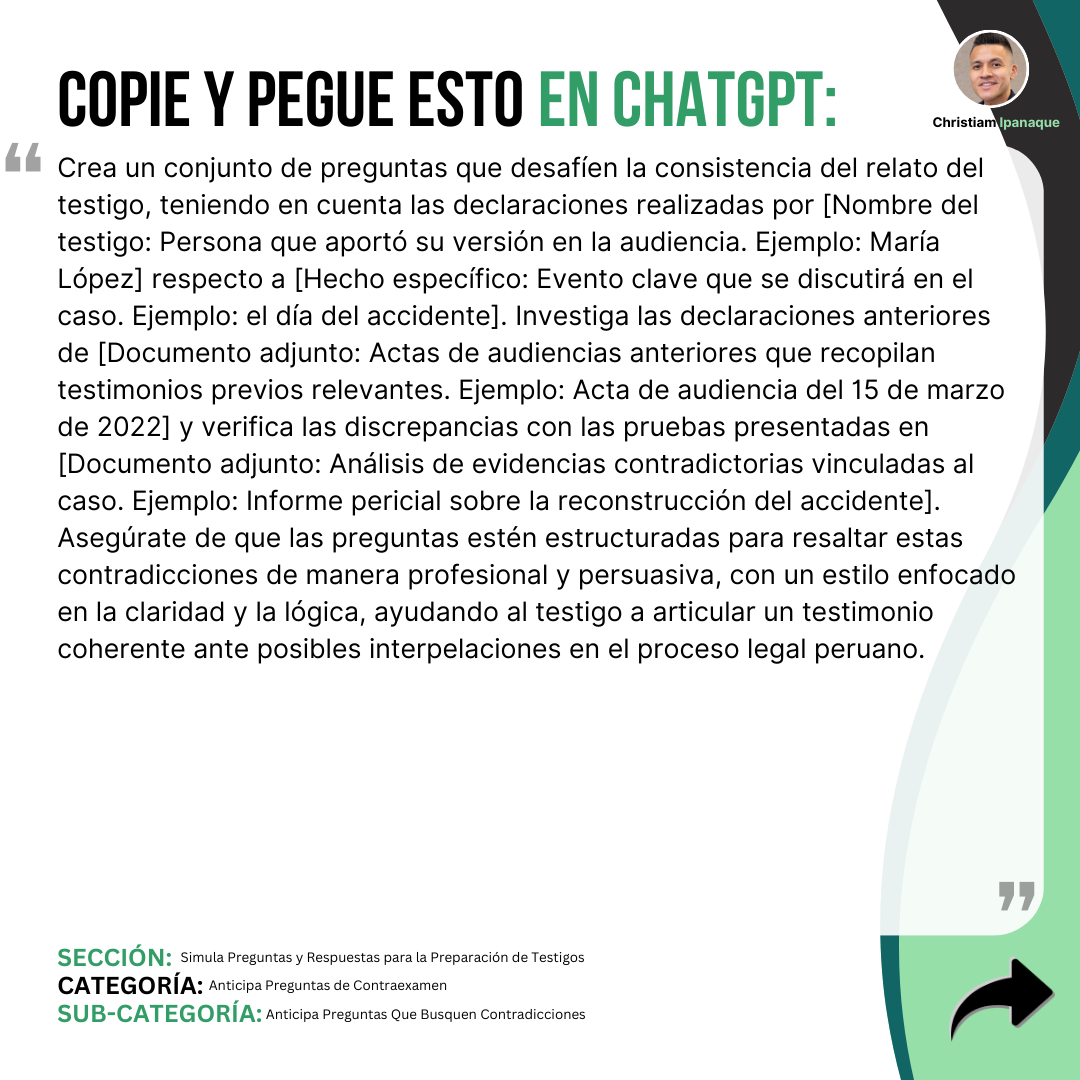 COPIE Y PEGUE ESTO EN CHATGPT:
Christiam Ipanaque
“
Crea un conjunto de preguntas que desafíen la consistencia del relato del
testigo, teniendo en cuenta las declaraciones realizadas por [Nombre del
testigo: Persona que aportó su versión en la audiencia. Ejemplo: María
López] respecto a [Hecho específico: Evento clave que se discutirá en el
caso. Ejemplo: el día del accidente]. Investiga las declaraciones anteriores
de [Documento adjunto: Actas de audiencias anteriores que recopilan
testimonios previos relevantes. Ejemplo: Acta de audiencia del 15 de marzo
de 2022] y verifica las discrepancias con las pruebas presentadas en
[Documento adjunto: Análisis de evidencias contradictorias vinculadas al
caso. Ejemplo: Informe pericial sobre la reconstrucción del accidente].
Asegúrate de que las preguntas estén estructuradas para resaltar estas
contradicciones de manera profesional y persuasiva, con un estilo enfocado
en la claridad y la lógica, ayudando al testigo a articular un testimonio
coherente ante posibles interpelaciones en el proceso legal peruano.
”
SECCIÓN: Simula Preguntas y Respuestas para la Preparación de Testigos
CATEGORÍA: Anticipa Preguntas de Contraexamen
SUB-CATEGORÍA: Anticipa Preguntas Que Busquen Contradicciones